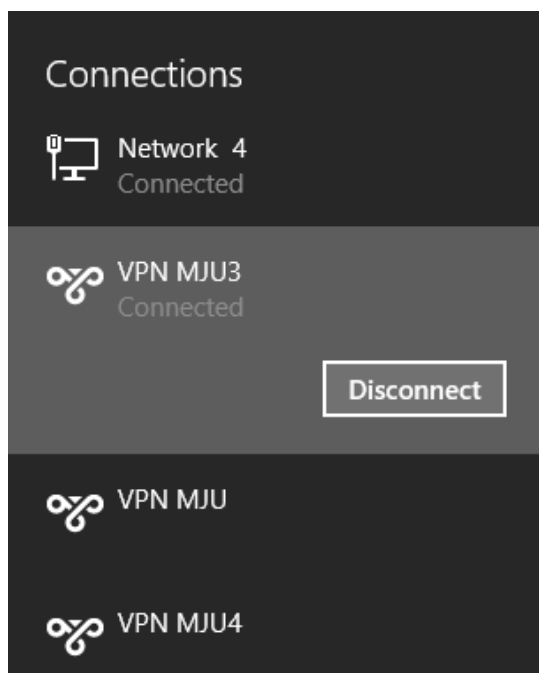 Connections
Network 4
Connected
VPN MJU3
Connected
Disconnect
VPN MJU
VPN MJU4